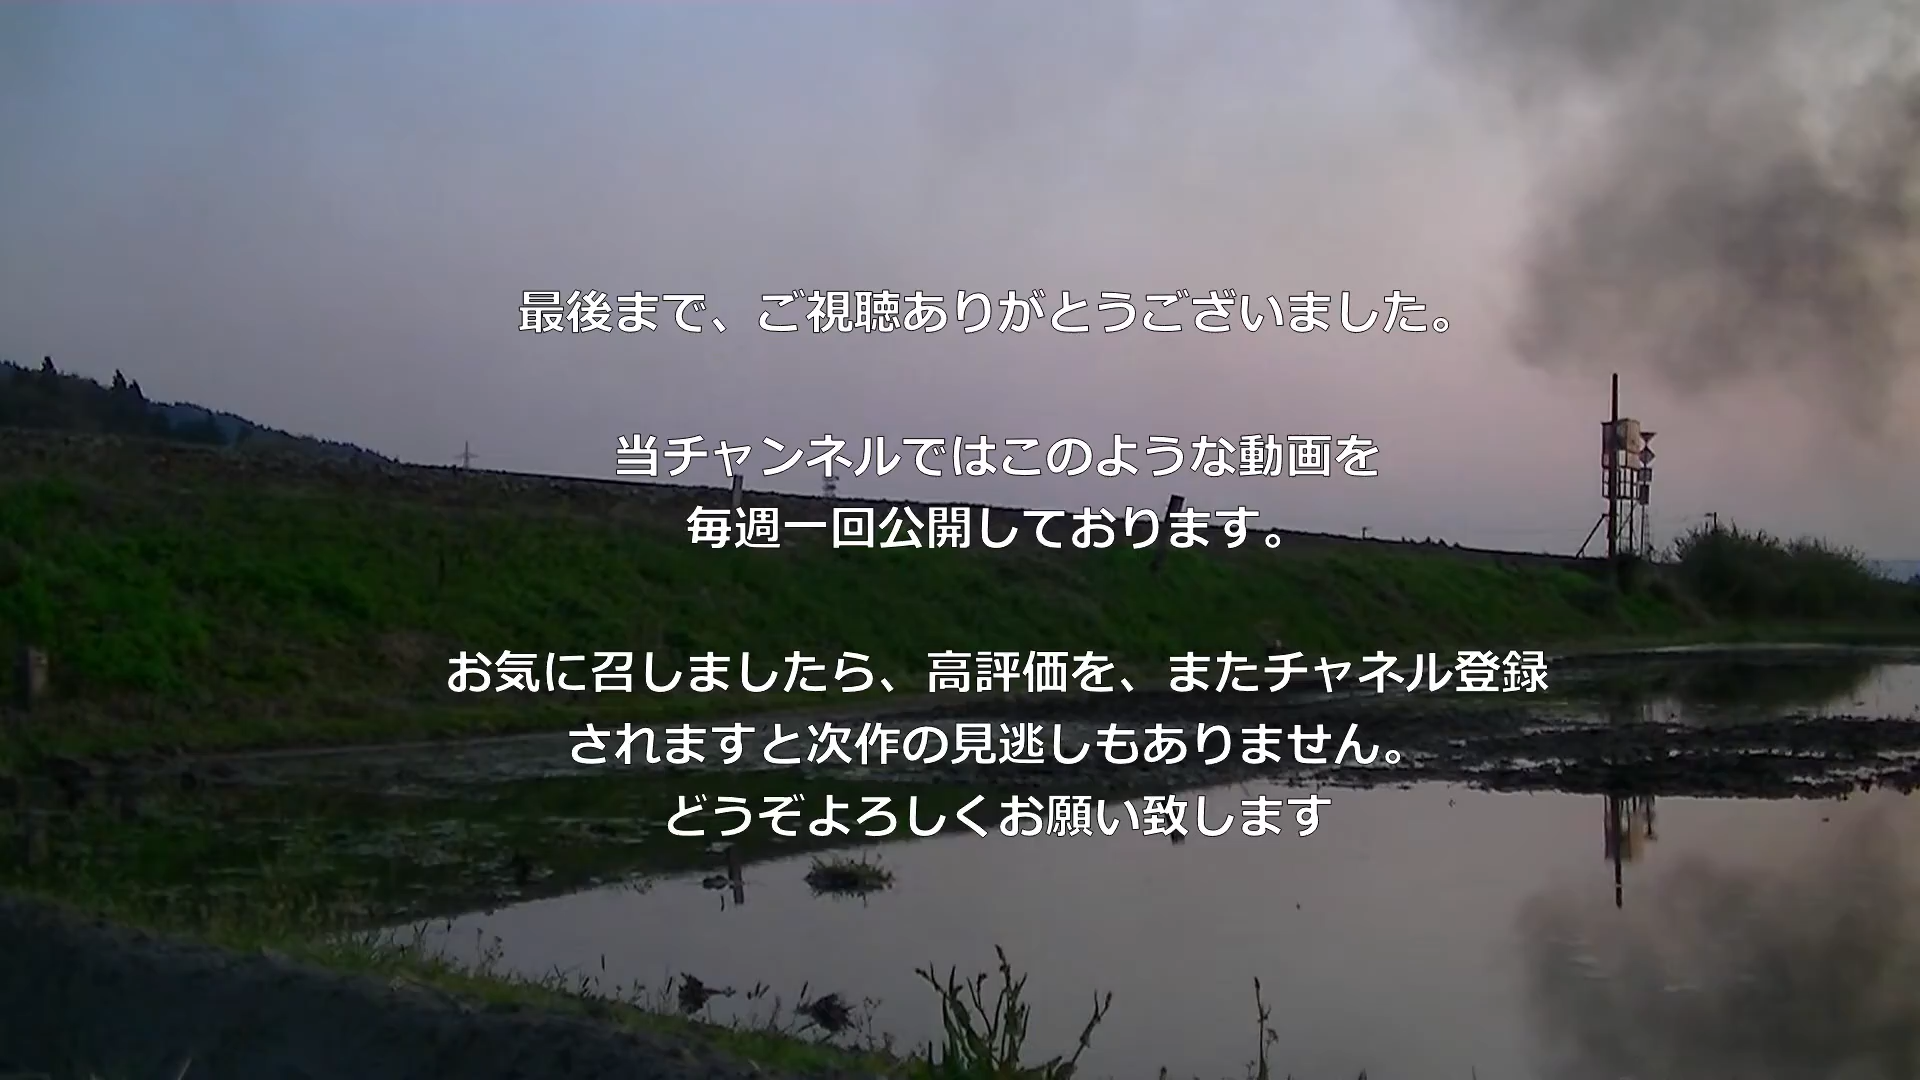 最後まで、ご視聴ありがとうございました。
当チャンネルではこのような動画を
毎週一回公開しております。
お気に召しましたら、高評価を、またチャネル登録
されますと次作の見逃しもありません。
どうぞよろしくお願い致します